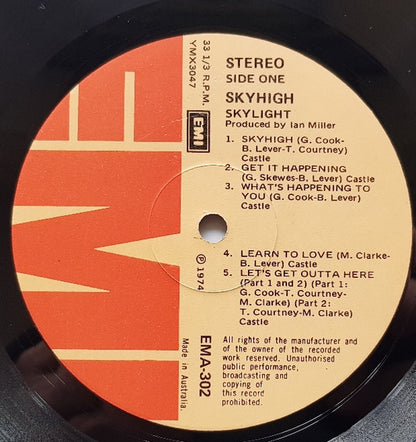 STEREO
SIDE ONE
SKYHIGH
SKYLIGHT
Produced by Ian Miller
1. SKYHIGH (G. Cook-
B. Lever-T. Courtney)
Castle
2. GET IT HAPPENING
(G. Skewes-B. Lever) Castle
3. WHAT'S HAPPENING TO
YOU (G. Cook-B. Lever)
Castle
4. LEARN TO LOVE (M. Clarke-
B. Lever) Castle
5. LET'S GET OUTTA HERE
(Part 1 and 2) (Part 1:
G. Cook-T. Courtney-
M. Clarke) (Part 2:
T. Courtney-M. Clarke)
Castle
All rights of the manufacturer and
of the owner of the recorded
work reserved. Unauthorised
public performance,
broadcasting and
copying of
this record
prohibited.
33 1/3 R.P.M.
YMX3047
EMI
℗ 1974
EMA-302
Made in Australia.
EMI